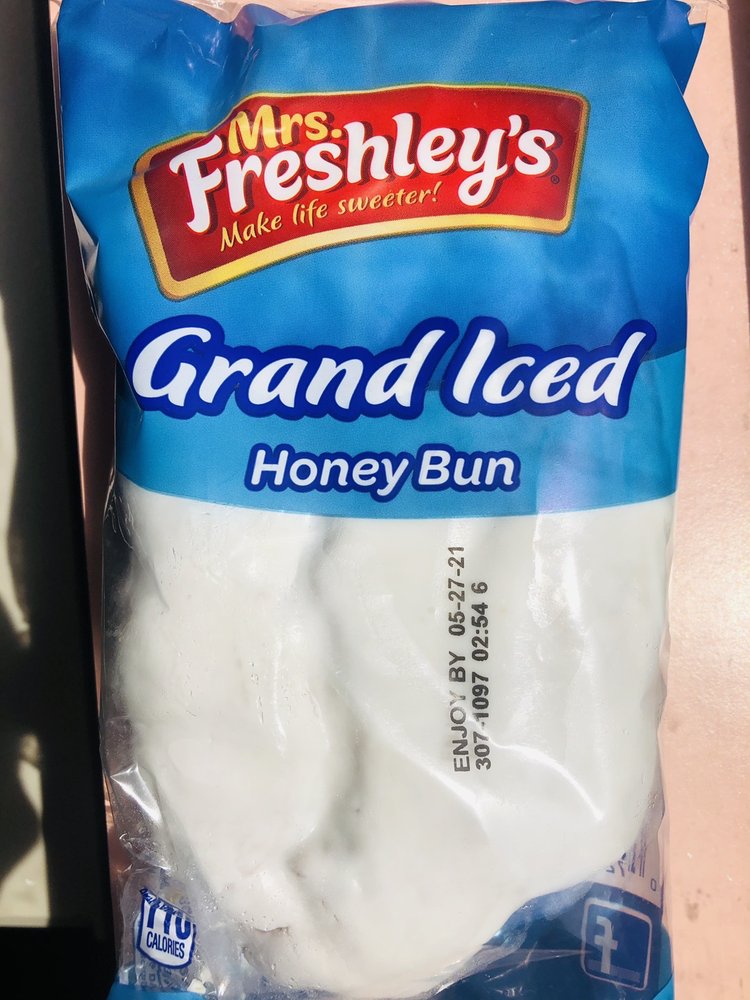 Mrs.
Freshley's®
Make life sweeter!
Grand Iced
Honey Bun
ENJOY BY 05-27-21
307 1097 02:54 6
CALORIES